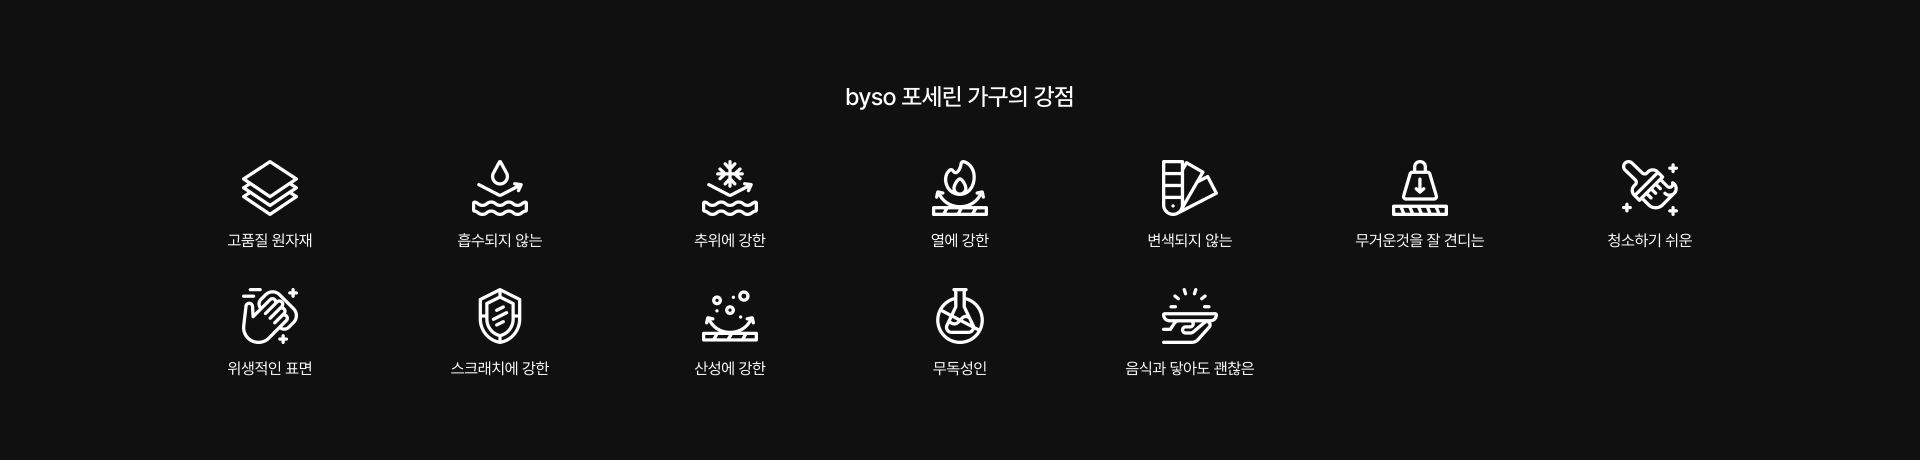 byso 포세린 가구의 강점
고품질 원자재
흡수되지 않는
추위에 강한
열에 강한
변색되지 않는
무거운것을 잘 견디는
청소하기 쉬운
위생적인 표면
스크래치에 강한
산성에 강한
무독성인
음식과 닿아도 괜찮은